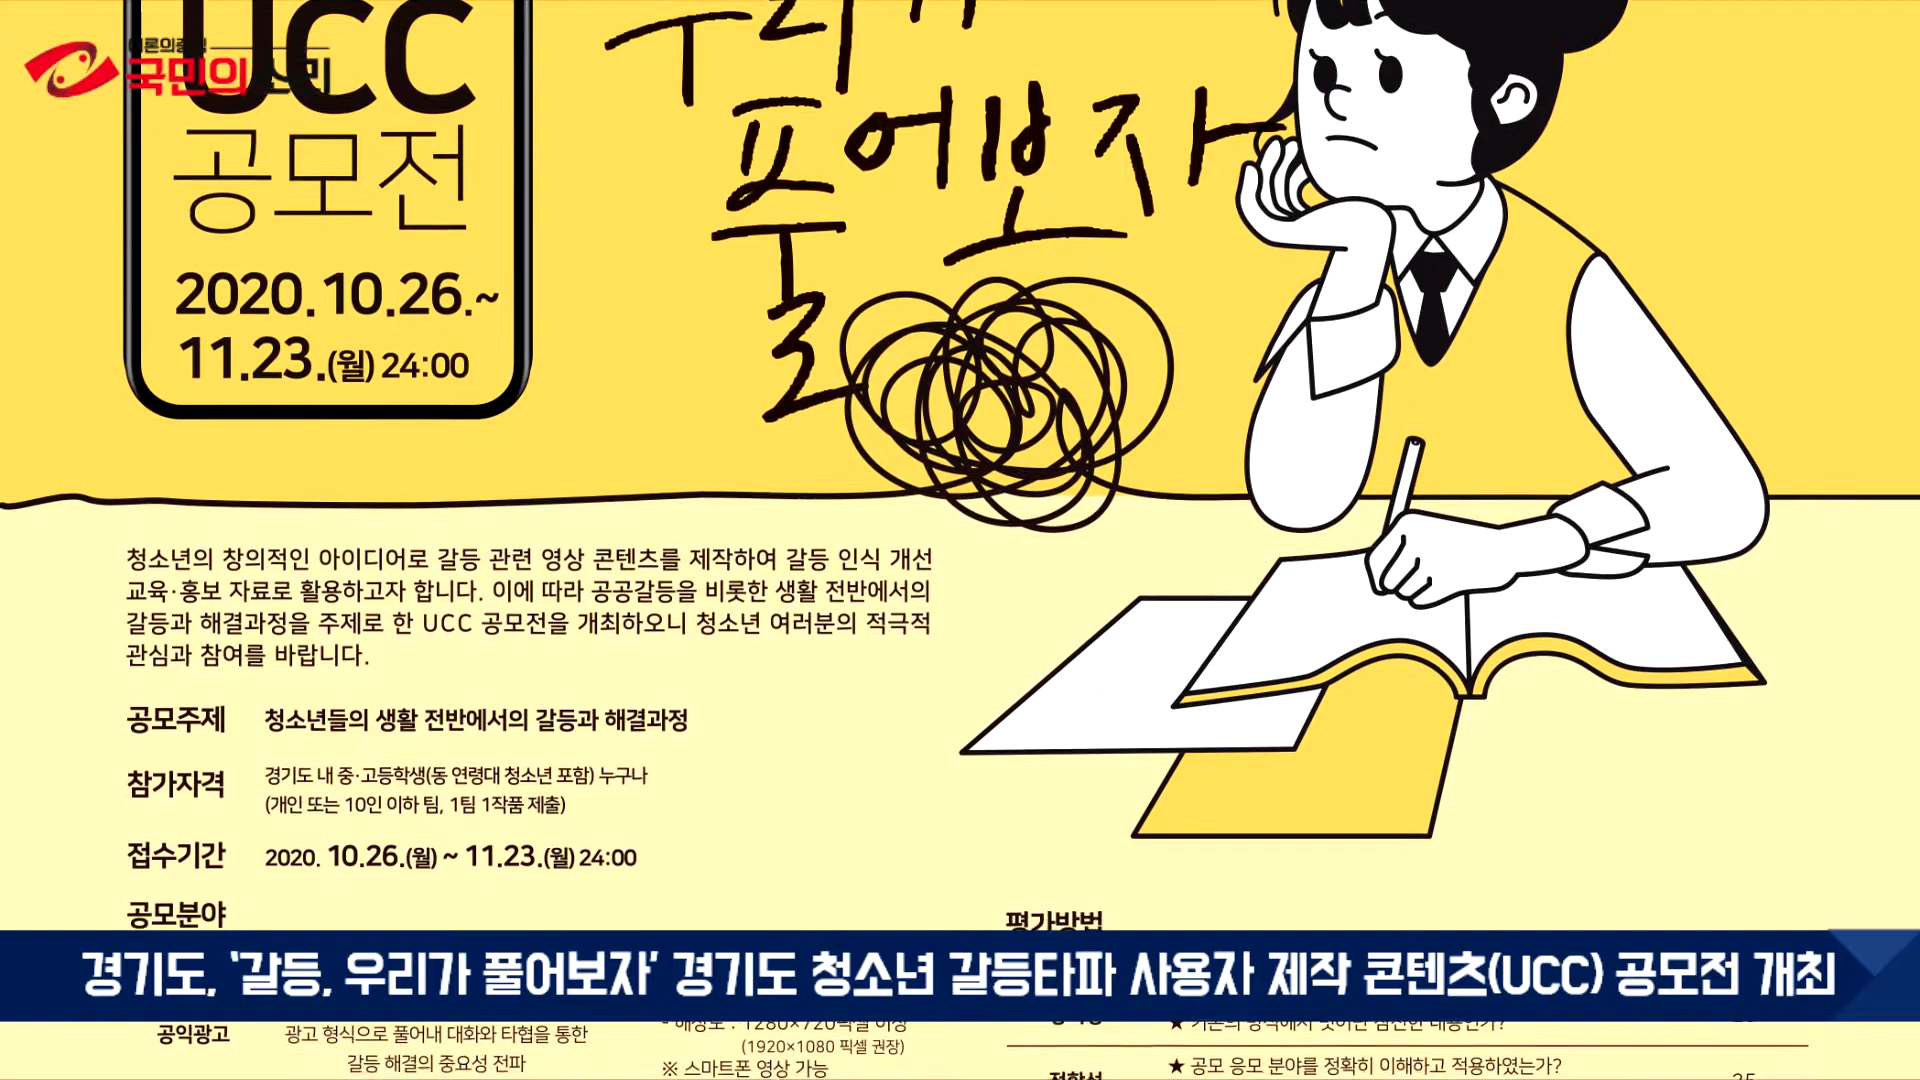 국민의소리
UCC
공모전
2020.10.26.~
11.23.(월) 24:00
풀어보자
청소년의 창의적인 아이디어로 갈등 관련 영상 콘텐츠를 제작하여 갈등 인식 개선
교육·홍보 자료로 활용하고자 합니다. 이에 따라 공공갈등을 비롯한 생활 전반에서의
갈등과 해결과정을 주제로 한 UCC 공모전을 개최하오니 청소년 여러분의 적극적
관심과 참여를 바랍니다.
공모주제 청소년들의 생활 전반에서의 갈등과 해결과정
참가자격 경기도 내 중·고등학생(동 연령대 청소년 포함) 누구나
(개인 또는 10인 이하 팀, 1팀 1작품 제출)
접수기간 2020. 10.26.(월) ~ 11.23.(월) 24:00
공모분야
평가방법
경기도, '갈등, 우리가 풀어보자' 경기도 청소년 갈등타파 사용자 제작 콘텐츠(UCC) 공모전 개최
공익광고 광고 형식으로 풀어내 대화와 타협을 통한
갈등 해결의 중요성 전파
- 해상도 : 1280×720픽셀 이상
(1920×1080 픽셀 권장)
※ 스마트폰 영상 가능
★ 공모 응모 분야를 정확히 이해하고 적용하였는가?